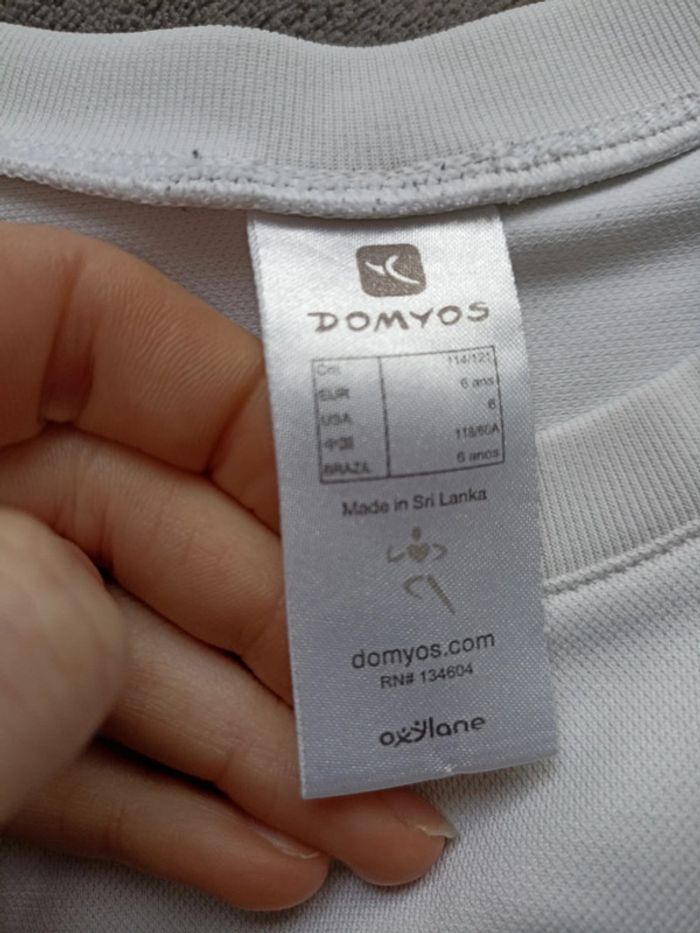 DOMYOS
Cm 114/121
EUR 6 ans
USA 6
中国 118/60A
BRAZIL 6 anos
Made in Sri Lanka
domyos.com
RN# 134604
oxylane